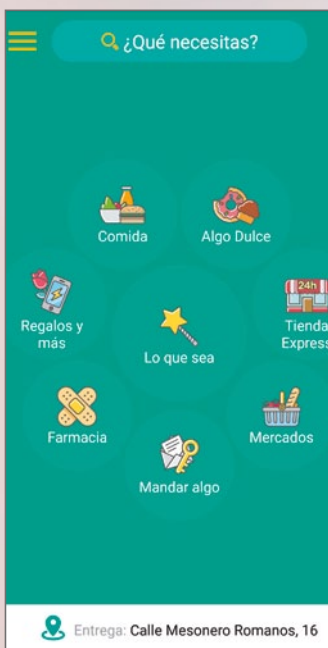 ¿Qué necesitas?
Comida
Algo Dulce
Regalos y
más
24h
Tienda
Express
Lo que sea
Farmacia
Mercados
Mandar algo
Entrega: Calle Mesonero Romanos, 16